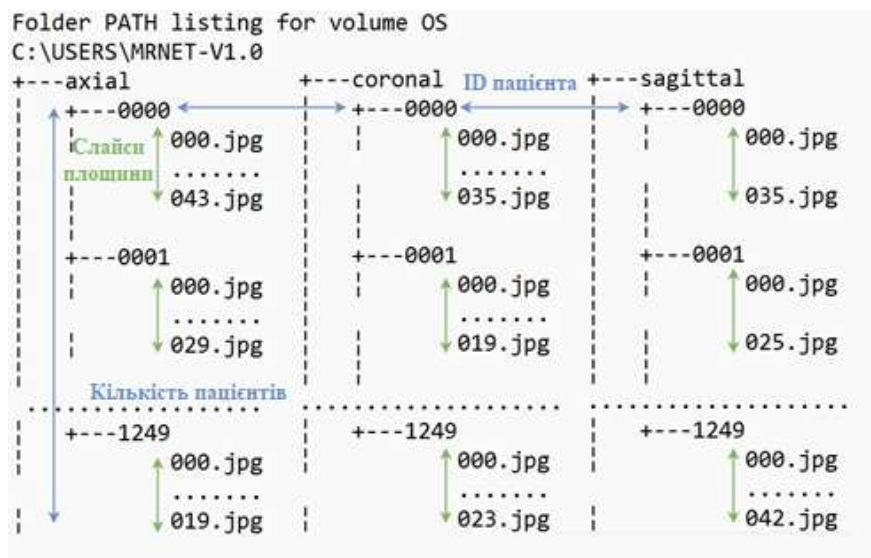 Folder PATH listing for volume OS
C:\USERS\MRNET-V1.0
+---axial +---coronal ID пацієнта +---sagittal
+---0000 +---0000 +---0000
Слайси 000.jpg 000.jpg 000.jpg
площини ....... ....... .......
043.jpg 035.jpg 035.jpg
+---0001 +---0001 +---0001
000.jpg 000.jpg 000.jpg
....... ....... .......
029.jpg 019.jpg 025.jpg
Кількість пацієнтів
+---1249 +---1249 +---1249
000.jpg 000.jpg 000.jpg
....... ....... .......
019.jpg 023.jpg 042.jpg